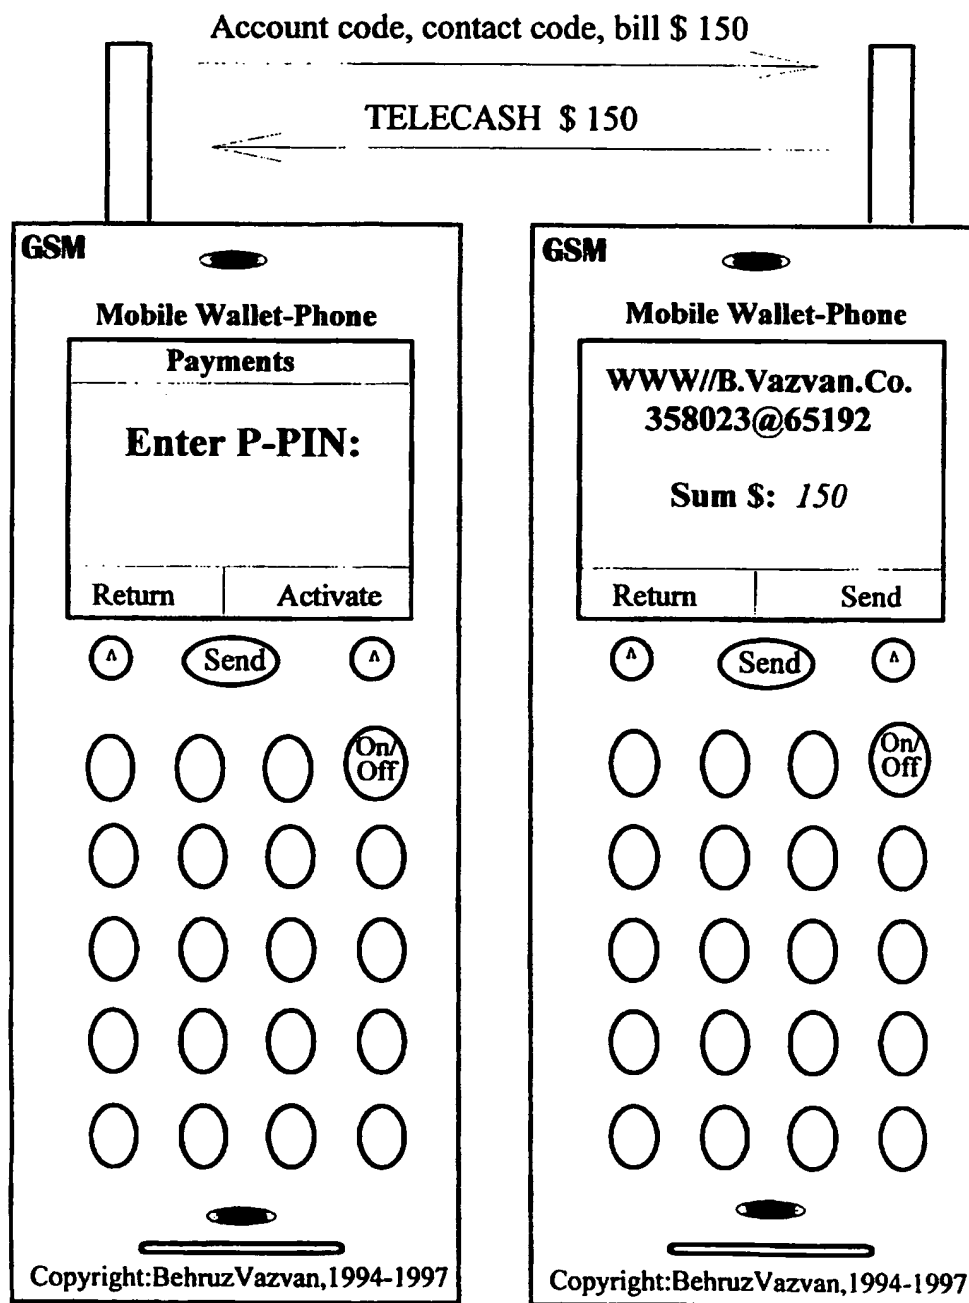 Account code, contact code, bill $ 150
TELECASH $ 150
GSM
Mobile Wallet-Phone
Payments
Enter P-PIN:
Return Activate
^ Send ^
On/
Off
Copyright:BehruzVazvan,1994-1997
GSM
Mobile Wallet-Phone
WWW//B.Vazvan.Co.
358023@65192
Sum $: 150
Return Send
^ Send ^
On/
Off
Copyright:BehruzVazvan,1994-1997